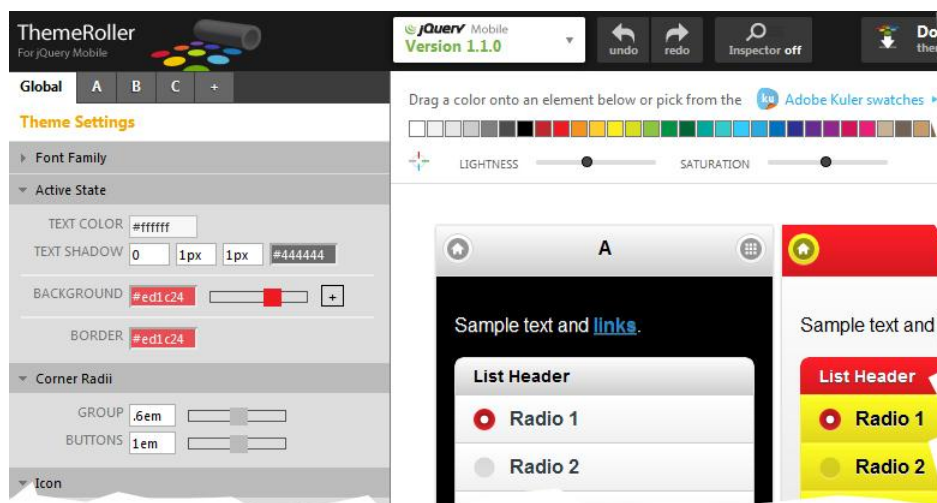 ThemeRoller
For jQuery Mobile
jQuery Mobile
Version 1.1.0
undo
redo
Inspector off
Global A B C +
Theme Settings
Font Family
Active State
TEXT COLOR #ffffff
TEXT SHADOW 0 1px 1px #444444
BACKGROUND #ed1c24 +
BORDER #ed1c24
Corner Radii
GROUP .6em
BUTTONS 1em
Icon
Drag a color onto an element below or pick from the ku Adobe Kuler swatches
LIGHTNESS SATURATION
A
Sample text and links.
List Header
Radio 1
Radio 2
Sample text and
List Header
Radio 1
Radio 2